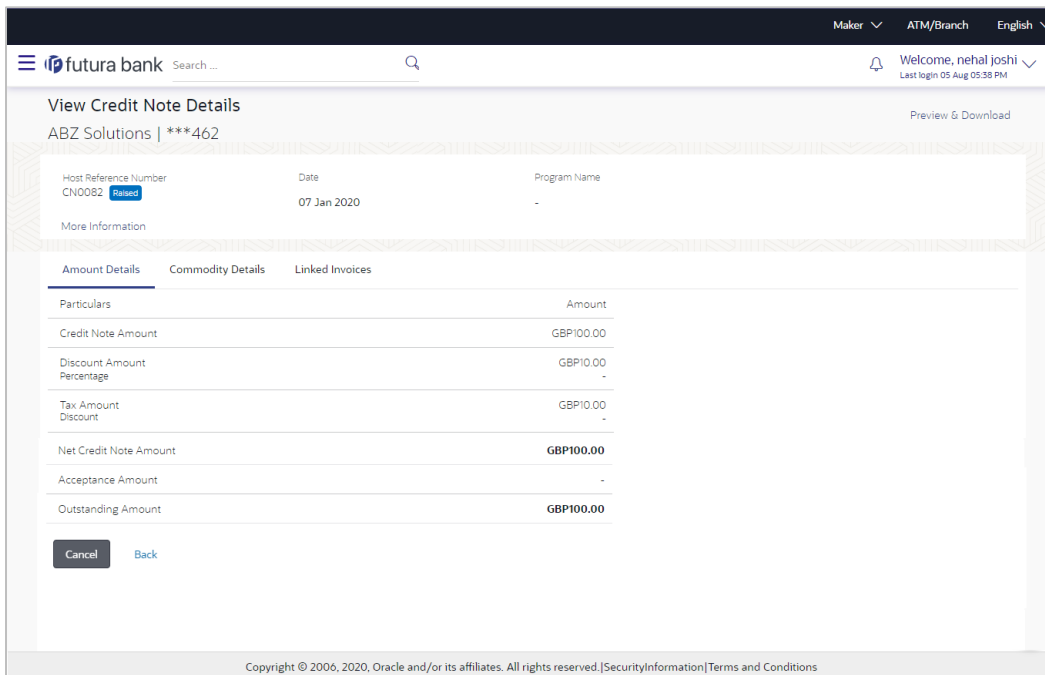 Maker ATM/Branch English
futura bank Search ... Welcome, nehal joshi
Last login 05 Aug 05:38 PM
View Credit Note Details
Preview & Download
ABZ Solutions | ***462
Host Reference Number Date Program Name
CN0082 Raised
07 Jan 2020 -
More Information
Amount Details Commodity Details Linked Invoices
Particulars Amount
Credit Note Amount GBP100.00
Discount Amount GBP10.00
Percentage -
Tax Amount GBP10.00
Discount -
Net Credit Note Amount GBP100.00
Acceptance Amount -
Outstanding Amount GBP100.00
Cancel Back
Copyright © 2006, 2020, Oracle and/or its affiliates. All rights reserved.|SecurityInformation|Terms and Conditions